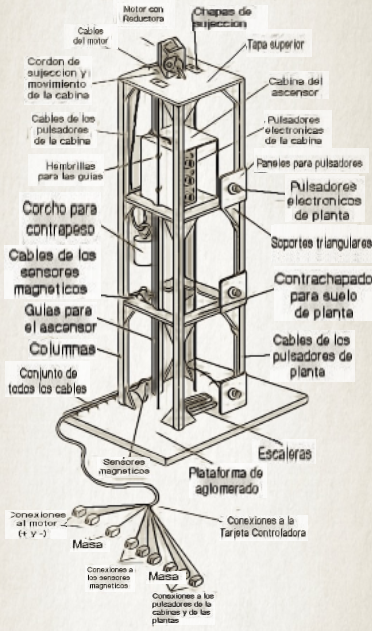 Motor con
Reductora
Chapas de
sujeccion
Cables
del motor
Tapa superior
Cordon de
sujeccion y
movimiento
de la cabina
Cabina del
ascensor
Cables de los
pulsadores
de la cabina
Pulsadores
electronicas
de la cabina
Hembrillas
para las guias
Paneles para pulsadores
Pulsadores
electronicos
de planta
Corcho para
contrapeso
Soportes triangulares
Cables de los
sensores
magneticos
Contrachapado
para suelo
de planta
Guias para
el ascensor
Columnas
Cables de los
pulsadores de
planta
Conjunto de
todos los cables
Escaleras
Sensores
magneticos
Plataforma de
aglomerado
Conexiones
al motor
(+ y -)
Conexiones a la
Tarjeta Controladora
Masa
Conexiones a
los sensores
magneticos
Masa
Conexiones a los
pulsadores de la
cabinas y de las
plantas